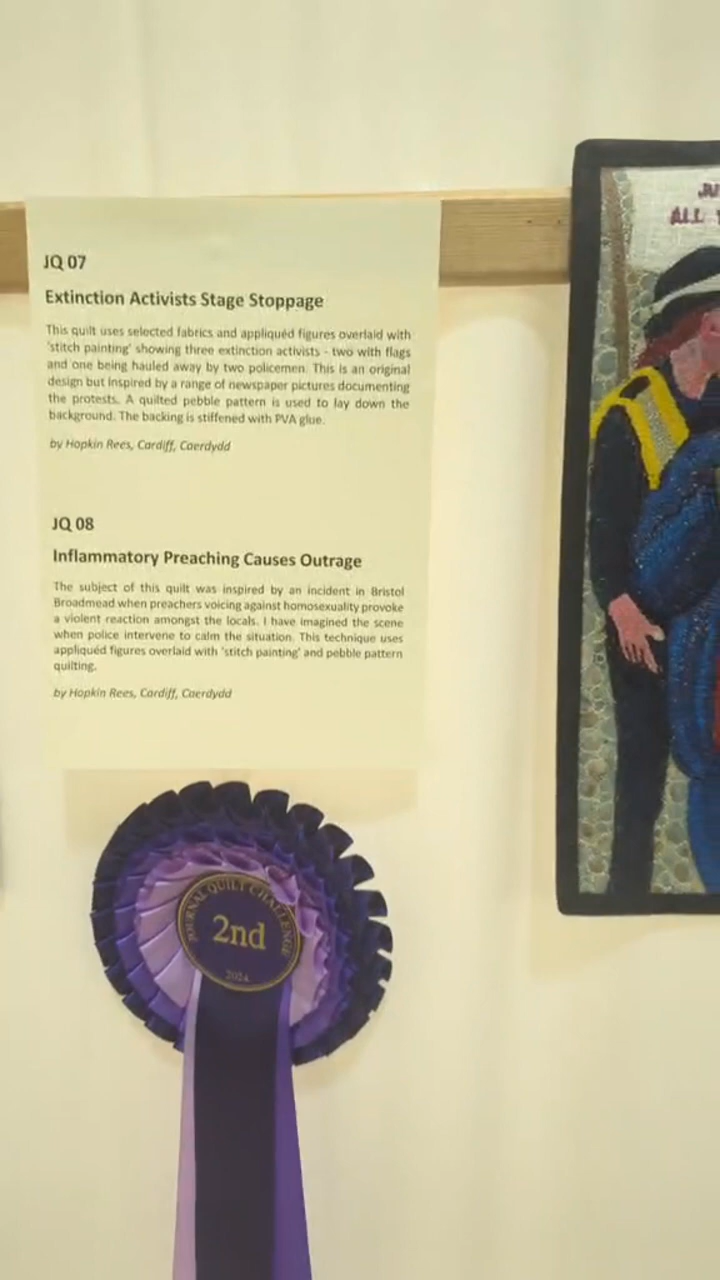 JQ 07
Extinction Activists Stage Stoppage
This quilt uses selected fabrics and appliquéd figures overlaid with
'stitch painting' showing three extinction activists - two with flags
and one being hauled away by two policemen. This is an original
design but inspired by a range of newspaper pictures documenting
the protests. A quilted pebble pattern is used to lay down the
background. The backing is stiffened with PVA glue.
by Hopkin Rees, Cardiff, Caerdydd
JQ 08
Inflammatory Preaching Causes Outrage
The subject of this quilt was inspired by an incident in Bristol
Broadmead when preachers voicing against homosexuality provoke
a violent reaction amongst the locals. I have imagined the scene
when police intervene to calm the situation. This technique uses
appliquéd figures overlaid with 'stitch painting' and pebble pattern
quilting.
by Hopkin Rees, Cardiff, Caerdydd
JOURNAL QUILT CHALLENGE
2nd
2024
ALL